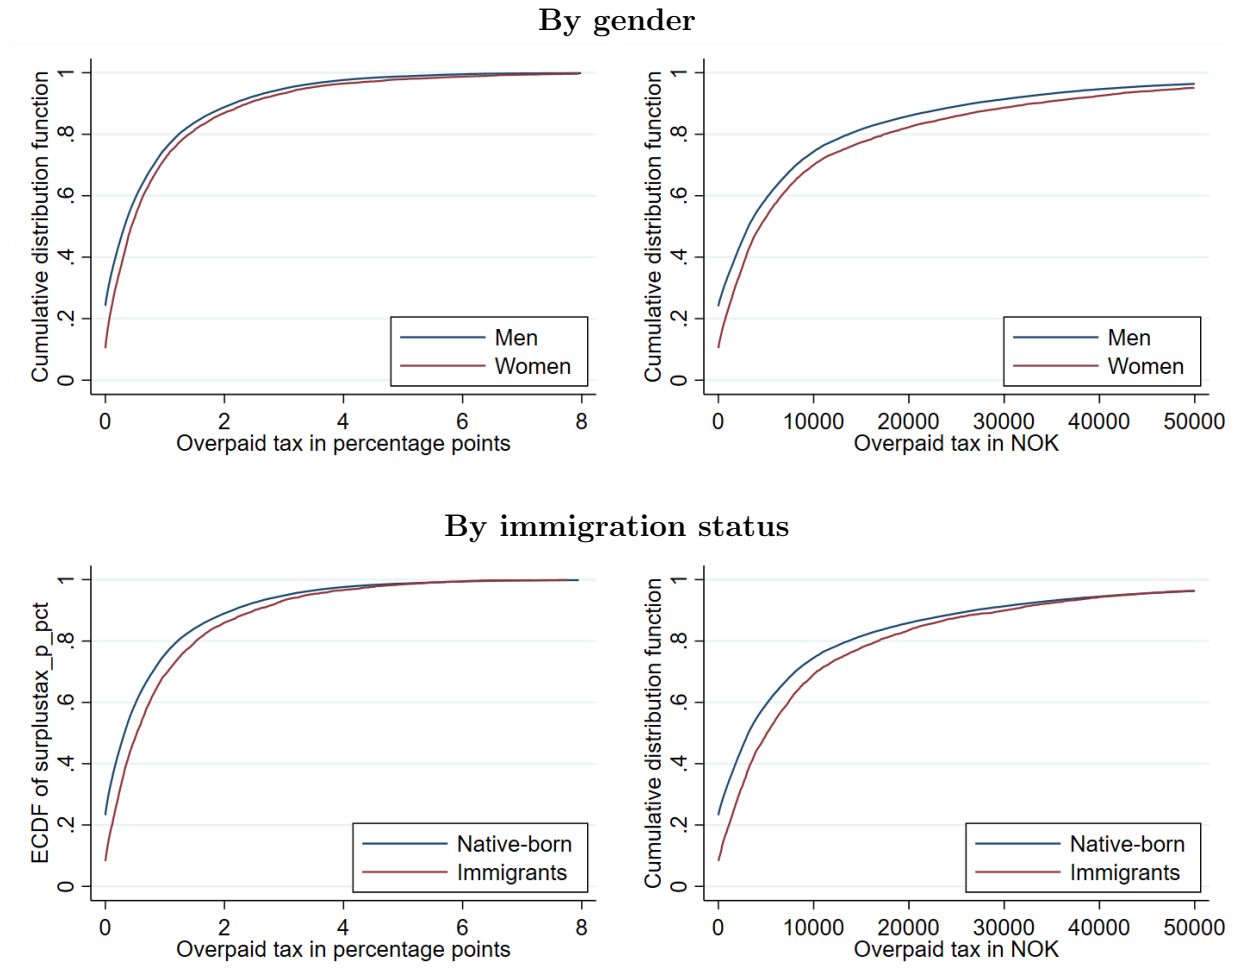 By gender
Cumulative distribution function
1
.8
.6
.4
.2
0
Men
Women
0 2 4 6 8
Overpaid tax in percentage points
Cumulative distribution function
1
.8
.6
.4
.2
0
Men
Women
0 10000 20000 30000 40000 50000
Overpaid tax in NOK
By immigration status
ECDF of surplustax_p_pct
1
.8
.6
.4
.2
0
Native-born
Immigrants
0 2 4 6 8
Overpaid tax in percentage points
Cumulative distribution function
1
.8
.6
.4
.2
0
Native-born
Immigrants
0 10000 20000 30000 40000 50000
Overpaid tax in NOK